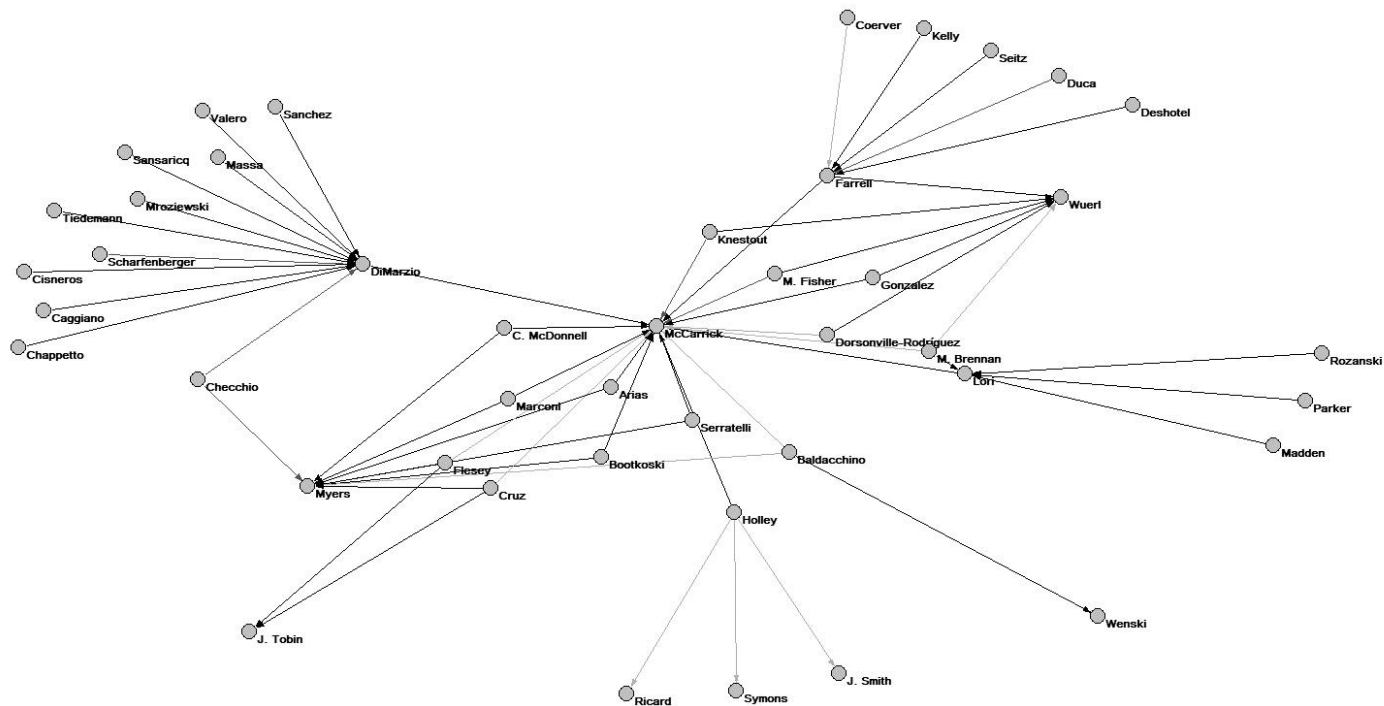 Coerver
Kelly
Seitz
Duca
Deshotel
Valero
Sanchez
Sansaricq
Massa
Farrell
Mroziewski
Tiedemann
Wuerl
Knestout
Scharfenberger
Cisneros
DiMarzio
M. Fisher
Gonzalez
Caggiano
C. McDonnell
McCarrick
Dorsonville-Rodríguez
Chappetto
M. Brennan
Rozanski
Lori
Checchio
Arias
Marconi
Parker
Serratelli
Madden
Baldacchino
Flesey
Bootkoski
Myers
Cruz
Holley
Wenski
J. Tobin
J. Smith
Ricard
Symons